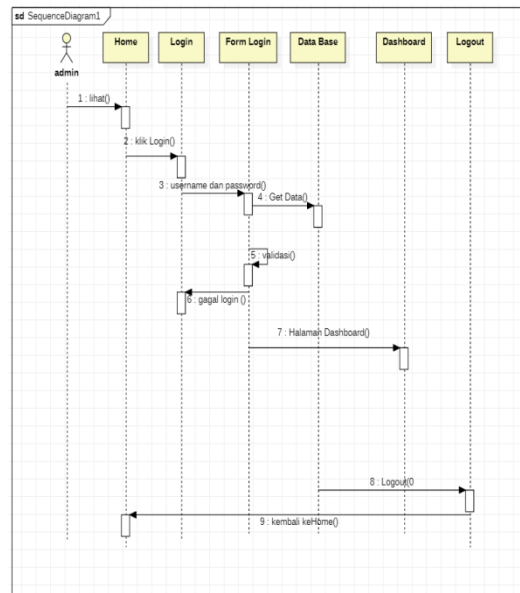 sd SequenceDiagram1
Home
Login
Form Login
Data Base
Dashboard
Logout
admin
1 : lihat()
2 : klik Login()
3 : username dan password()
4 : Get Data()
5 : validasi()
6 : gagal login ()
7 : Halaman Dashboard()
8 : Logout(0
9 : kembali keHome()